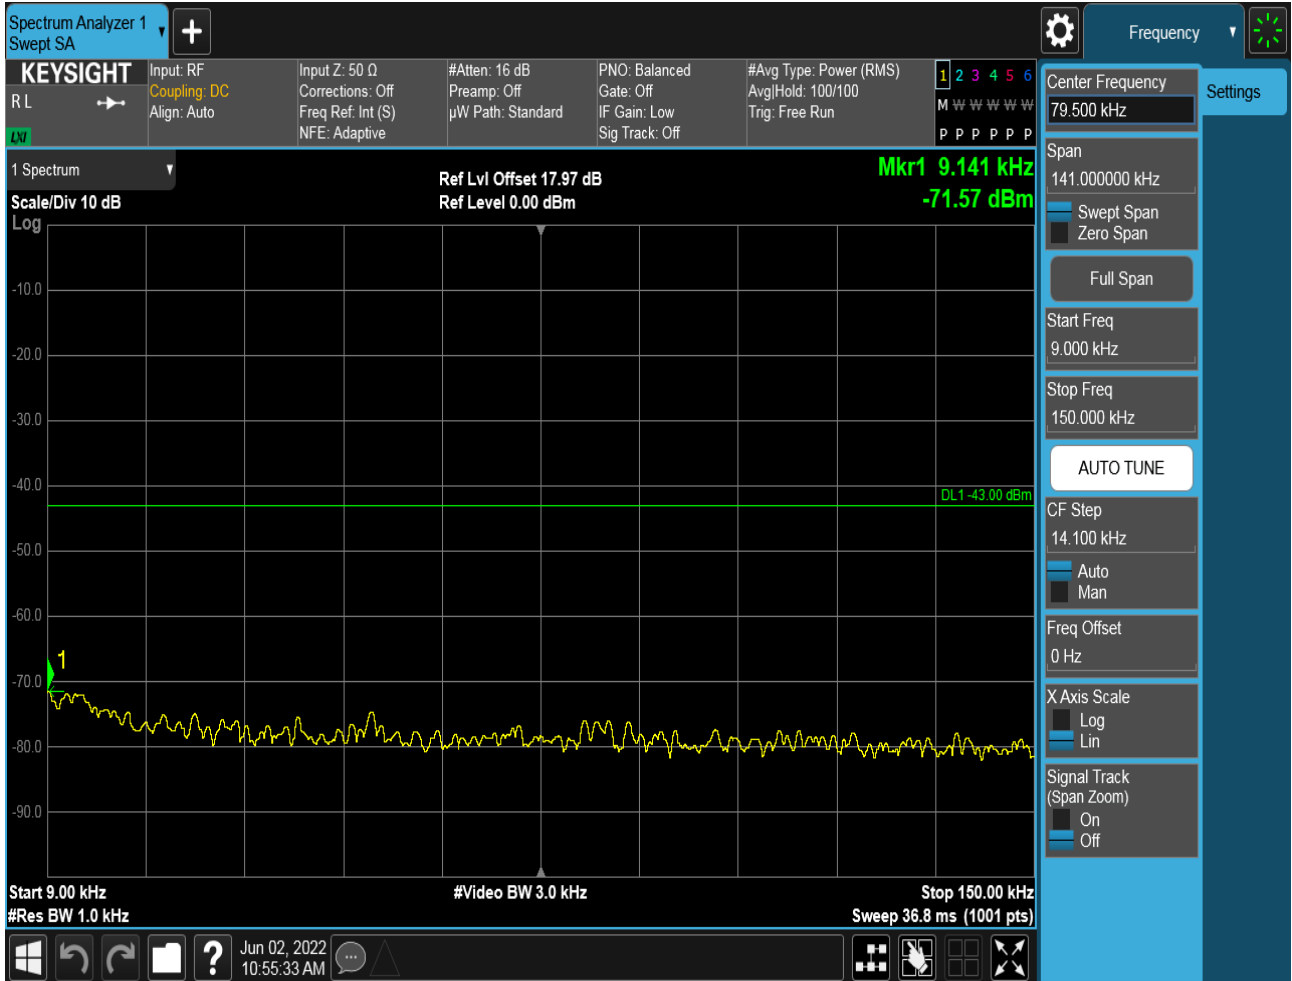 Spectrum Analyzer 1
Swept SA
Frequency
KEYSIGHT
R L
LXI
Input: RF
Coupling: DC
Align: Auto
Input Z: 50 Ω
Corrections: Off
Freq Ref: Int (S)
NFE: Adaptive
#Atten: 16 dB
Preamp: Off
µW Path: Standard
PNO: Balanced
Gate: Off
IF Gain: Low
Sig Track: Off
#Avg Type: Power (RMS)
Avg|Hold: 100/100
Trig: Free Run
1 2 3 4 5 6
M W W W W W
P P P P P P
1 Spectrum
Scale/Div 10 dB
Log
Ref Lvl Offset 17.97 dB
Ref Level 0.00 dBm
Mkr1 9.141 kHz
-71.57 dBm
-10.0
-20.0
-30.0
-40.0
DL1 -43.00 dBm
-50.0
-60.0
1
-70.0
-80.0
-90.0
Start 9.00 kHz
#Video BW 3.0 kHz
Stop 150.00 kHz
#Res BW 1.0 kHz
Sweep 36.8 ms (1001 pts)
?
Jun 02, 2022
10:55:33 AM
Settings
Center Frequency
79.500 kHz
Span
141.000000 kHz
Swept Span
Zero Span
Full Span
Start Freq
9.000 kHz
Stop Freq
150.000 kHz
AUTO TUNE
CF Step
14.100 kHz
Auto
Man
Freq Offset
0 Hz
X Axis Scale
Log
Lin
Signal Track
(Span Zoom)
On
Off